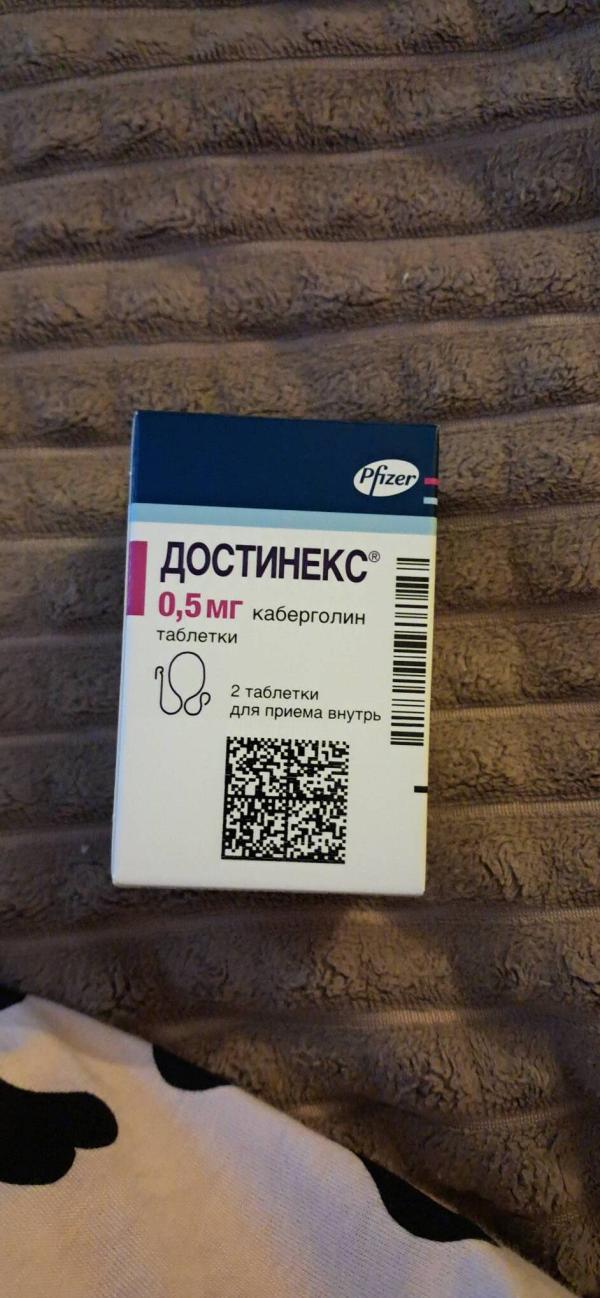 Pfizer
ДОСТИНЕКС®
0,5 мг каберголин
таблетки
2 таблетки
для приема внутрь